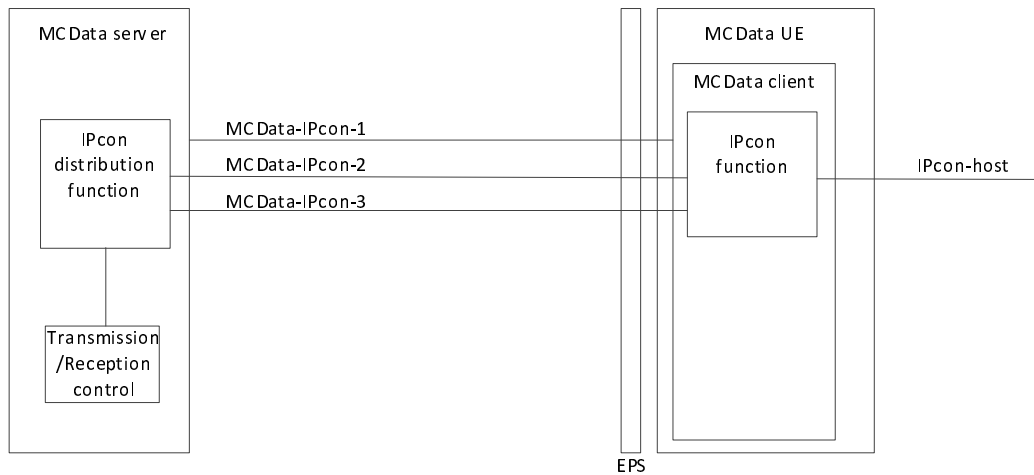 MCData server
MCData UE
MCData client
IPcon
distribution
function
MCData-IPcon-1
MCData-IPcon-2
MCData-IPcon-3
IPcon
function
IPcon-host
Transmission
/Reception
control
EPS